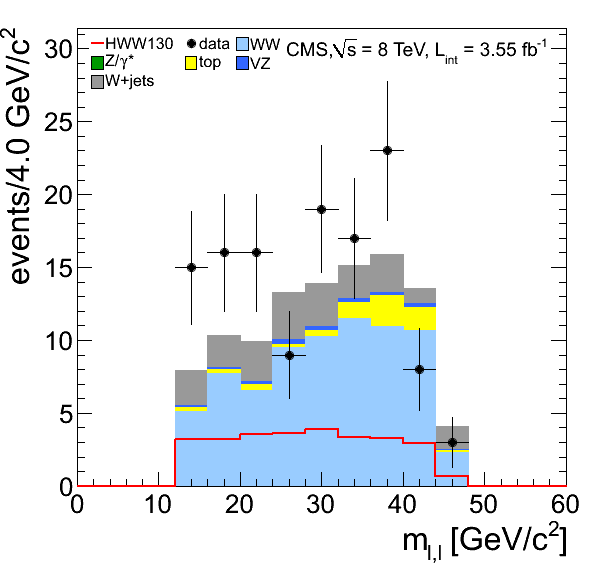 HWW130 data WW CMS,√s = 8 TeV, L_int = 3.55 fb⁻¹
Z/γ* top VZ
W+jets
events/4.0 GeV/c²
30
25
20
15
10
5
0
0 10 20 30 40 50 60
m_l,l [GeV/c²]